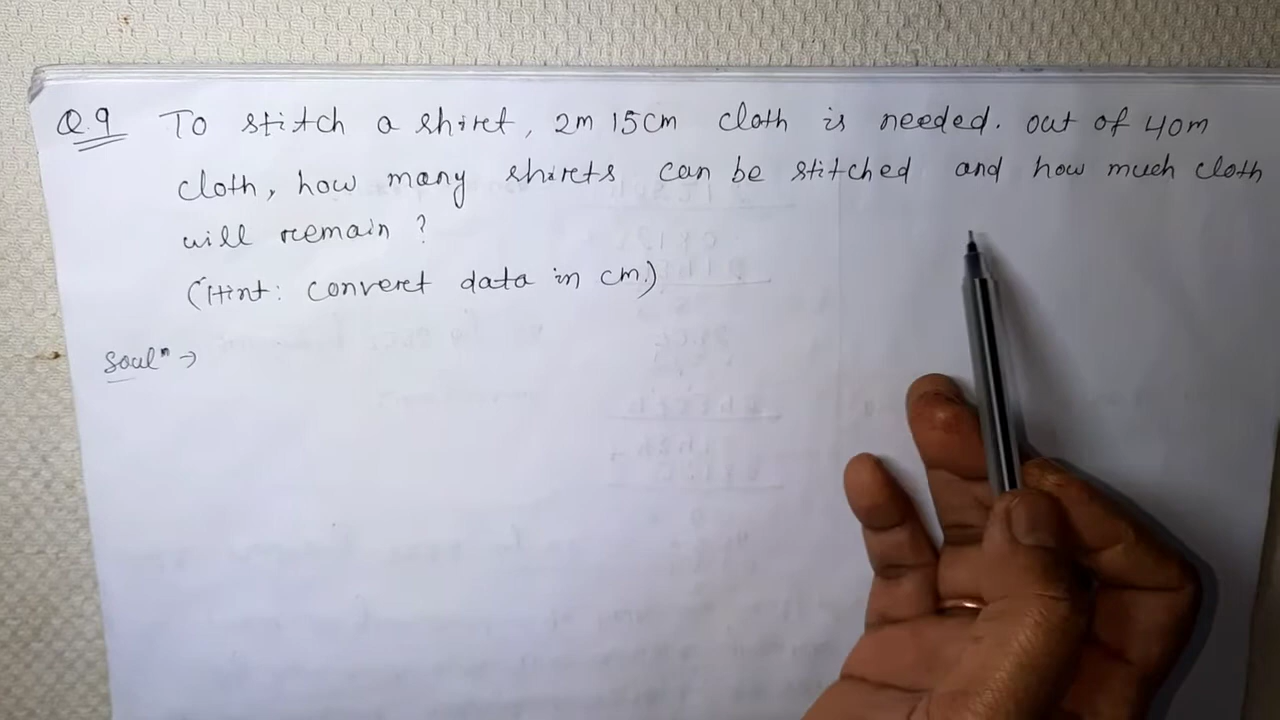 Q.9 To stitch a shirt, 2m 15cm cloth is needed. out of 40m
cloth, how many shirts can be stitched and how much cloth
will remain ?
(Hint: convert data in cm.)
Soulⁿ →